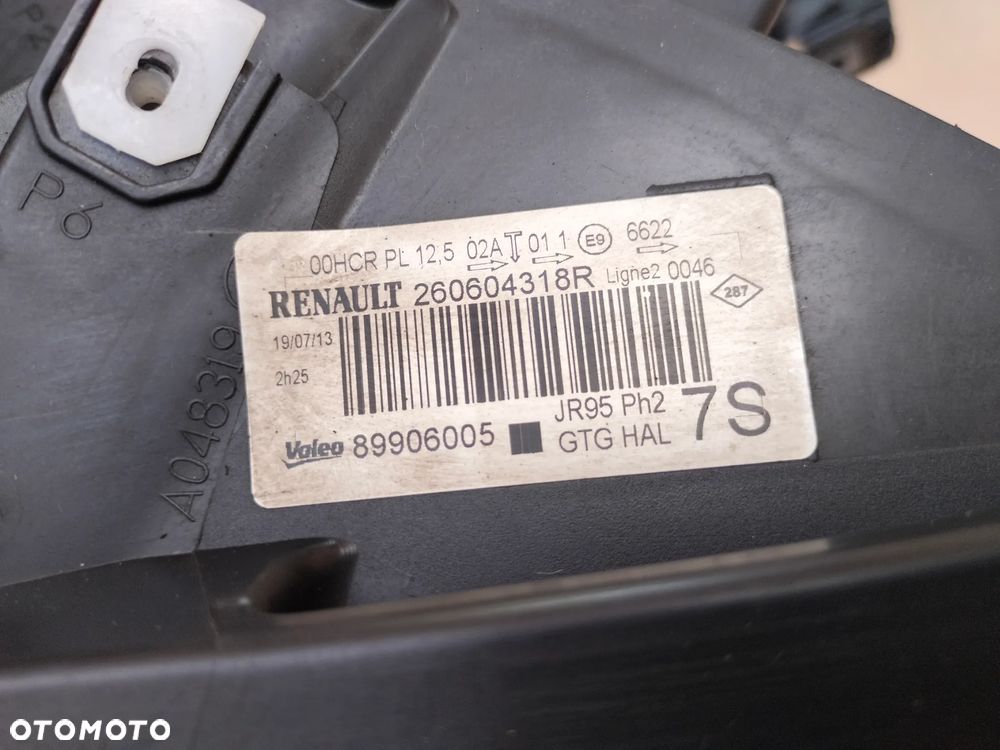 P6
A048319
00HCR PL 12,5 02A T 01 1 E9 6622
RENAULT 260604318R Ligne2 0046
287
19/07/13
2h25
Valeo 89906005
JR95 Ph2
GTG HAL
7S
OTOMOTO